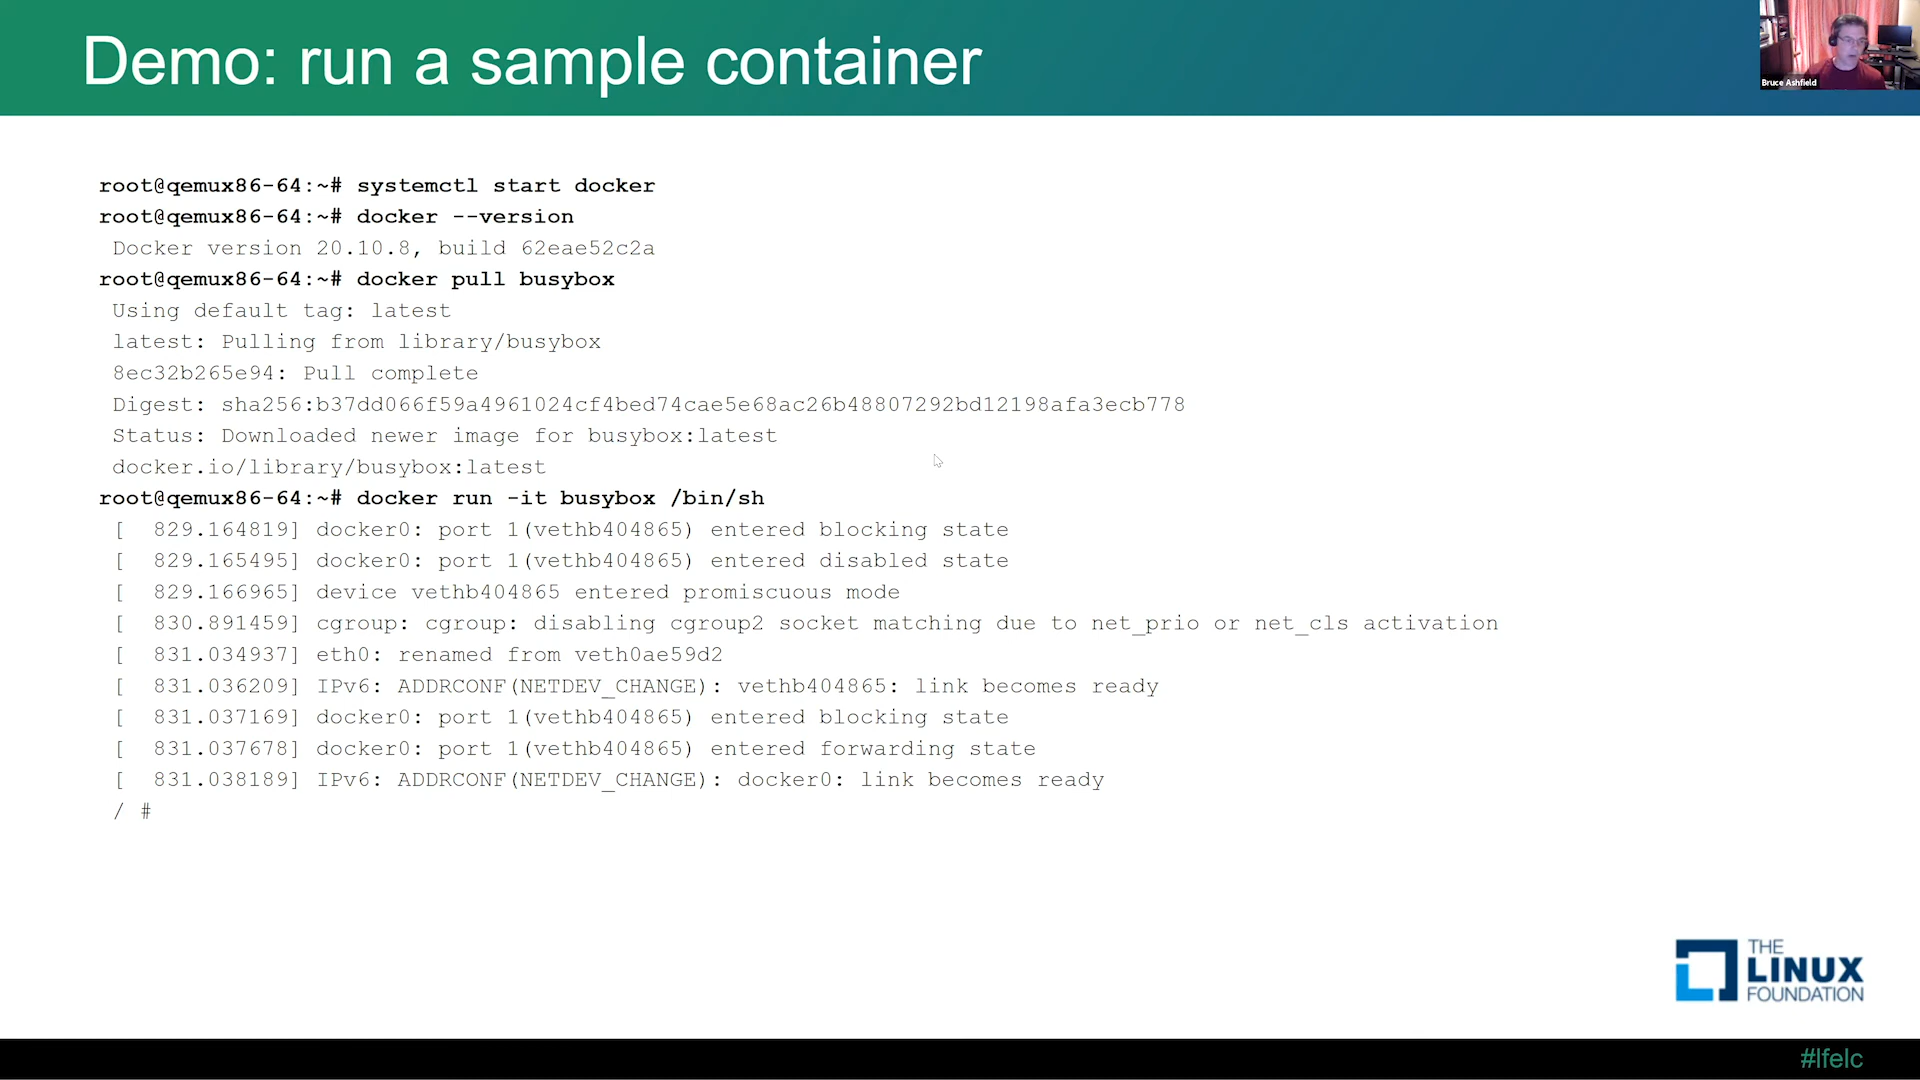 Demo: run a sample container
Bruce Ashfield
root@qemux86-64:~# systemctl start docker
root@qemux86-64:~# docker --version
Docker version 20.10.8, build 62eae52c2a
root@qemux86-64:~# docker pull busybox
Using default tag: latest
latest: Pulling from library/busybox
8ec32b265e94: Pull complete
Digest: sha256:b37dd066f59a4961024cf4bed74cae5e68ac26b48807292bd12198afa3ecb778
Status: Downloaded newer image for busybox:latest
docker.io/library/busybox:latest
root@qemux86-64:~# docker run -it busybox /bin/sh
[  829.164819] docker0: port 1(vethb404865) entered blocking state
[  829.165495] docker0: port 1(vethb404865) entered disabled state
[  829.166965] device vethb404865 entered promiscuous mode
[  830.891459] cgroup: cgroup: disabling cgroup2 socket matching due to net_prio or net_cls activation
[  831.034937] eth0: renamed from veth0ae59d2
[  831.036209] IPv6: ADDRCONF(NETDEV_CHANGE): vethb404865: link becomes ready
[  831.037169] docker0: port 1(vethb404865) entered blocking state
[  831.037678] docker0: port 1(vethb404865) entered forwarding state
[  831.038189] IPv6: ADDRCONF(NETDEV_CHANGE): docker0: link becomes ready
/ #
THE
LINUX
FOUNDATION
#lfelc